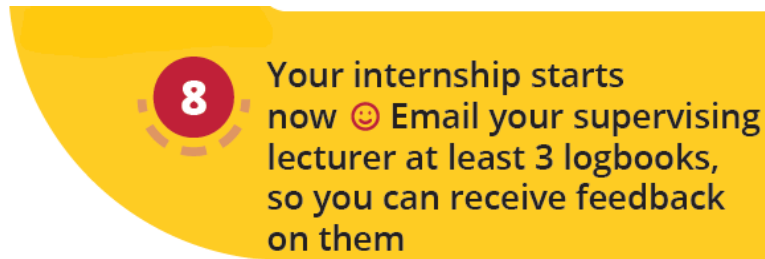 8
Your internship starts
now ☺ Email your supervising
lecturer at least 3 logbooks,
so you can receive feedback
on them